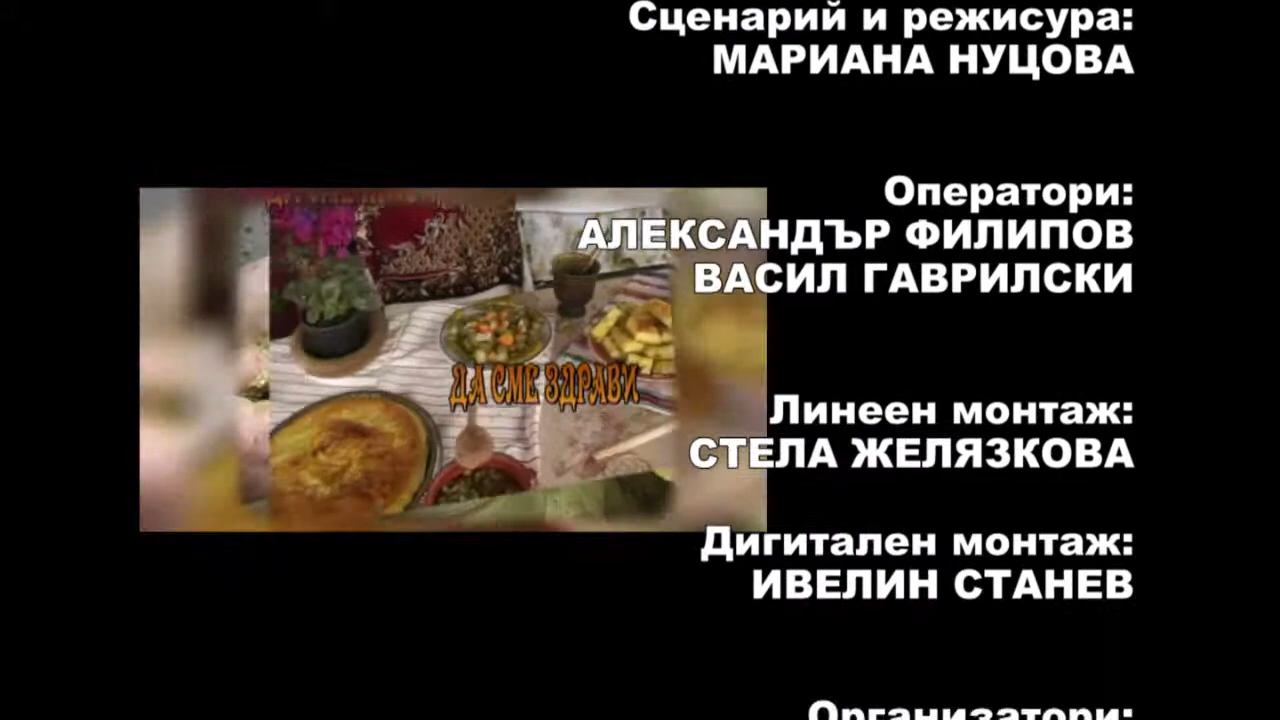 Сценарий и режисура:
МАРИАНА НУЦОВА
Оператори:
АЛЕКСАНДЪР ФИЛИПОВ
ВАСИЛ ГАВРИЛСКИ
ДА СМЕ ЗДРАВИ
Линеен монтаж:
СТЕЛА ЖЕЛЯЗКОВА
Дигитален монтаж:
ИВЕЛИН СТАНЕВ
Организатори: